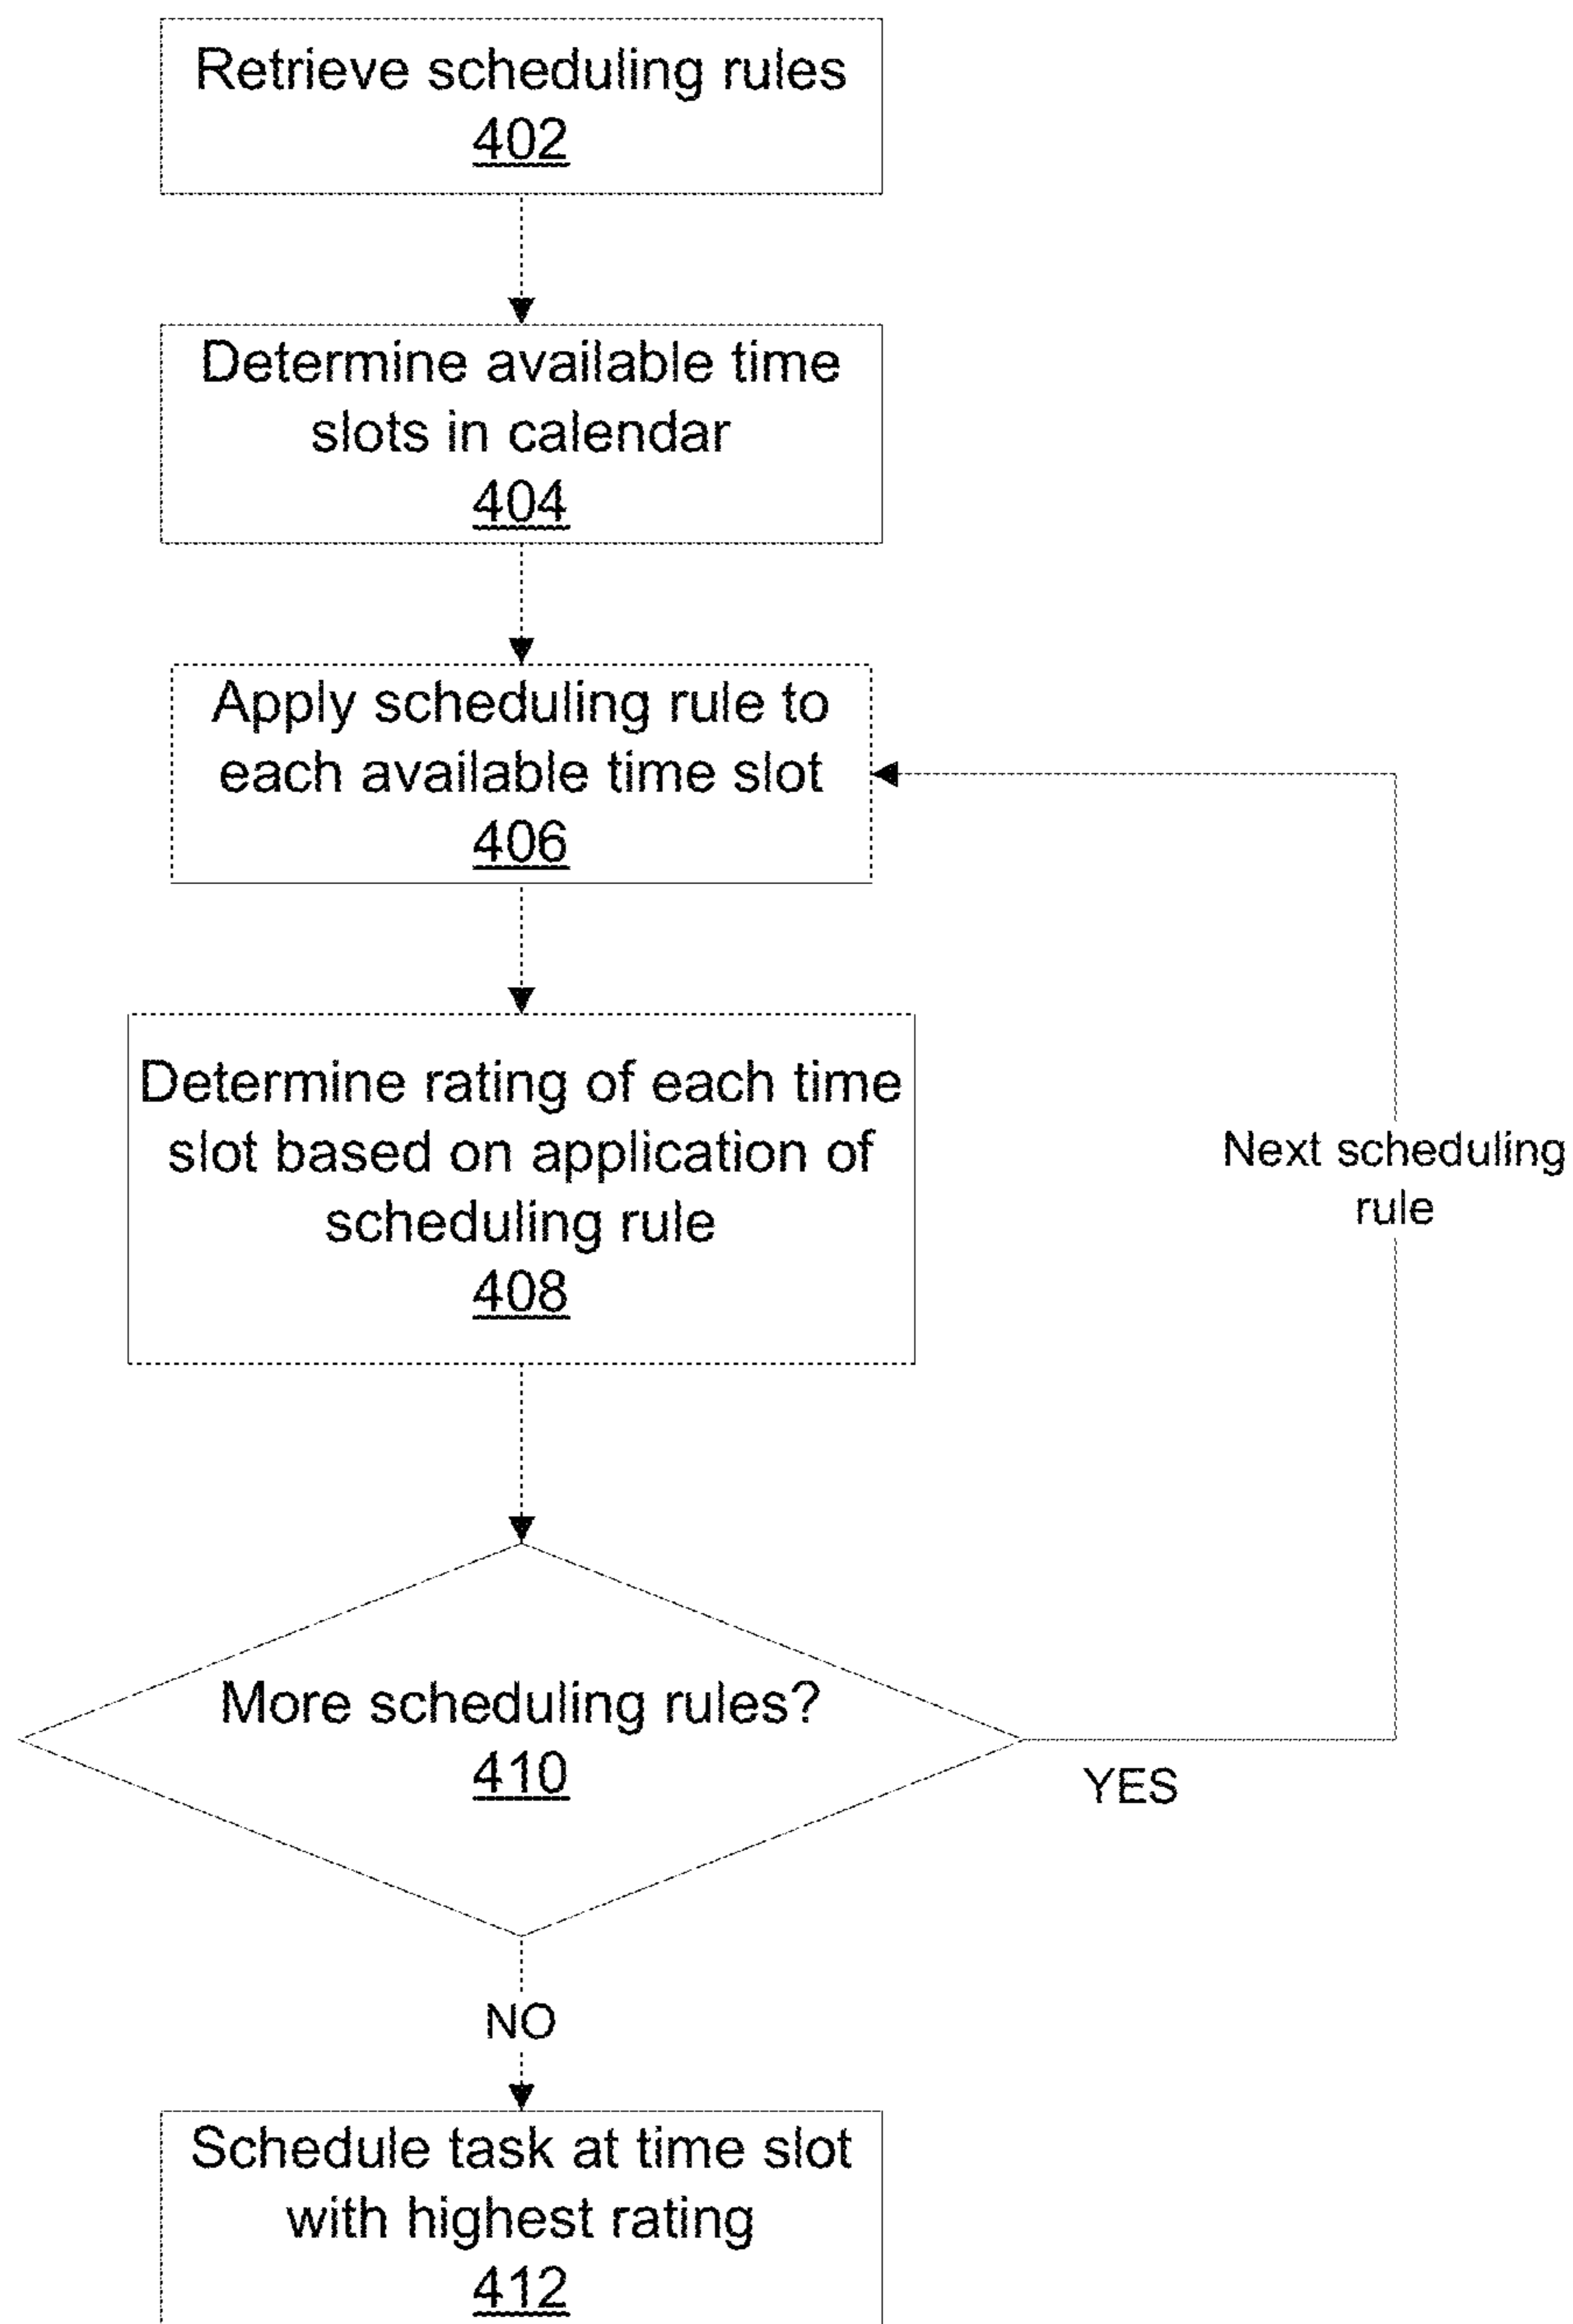 Retrieve scheduling rules
402
Determine available time
slots in calendar
404
Apply scheduling rule to
each available time slot
406
Determine rating of each time
slot based on application of
scheduling rule
408
Next scheduling
rule
More scheduling rules?
410
YES
NO
Schedule task at time slot
with highest rating
412